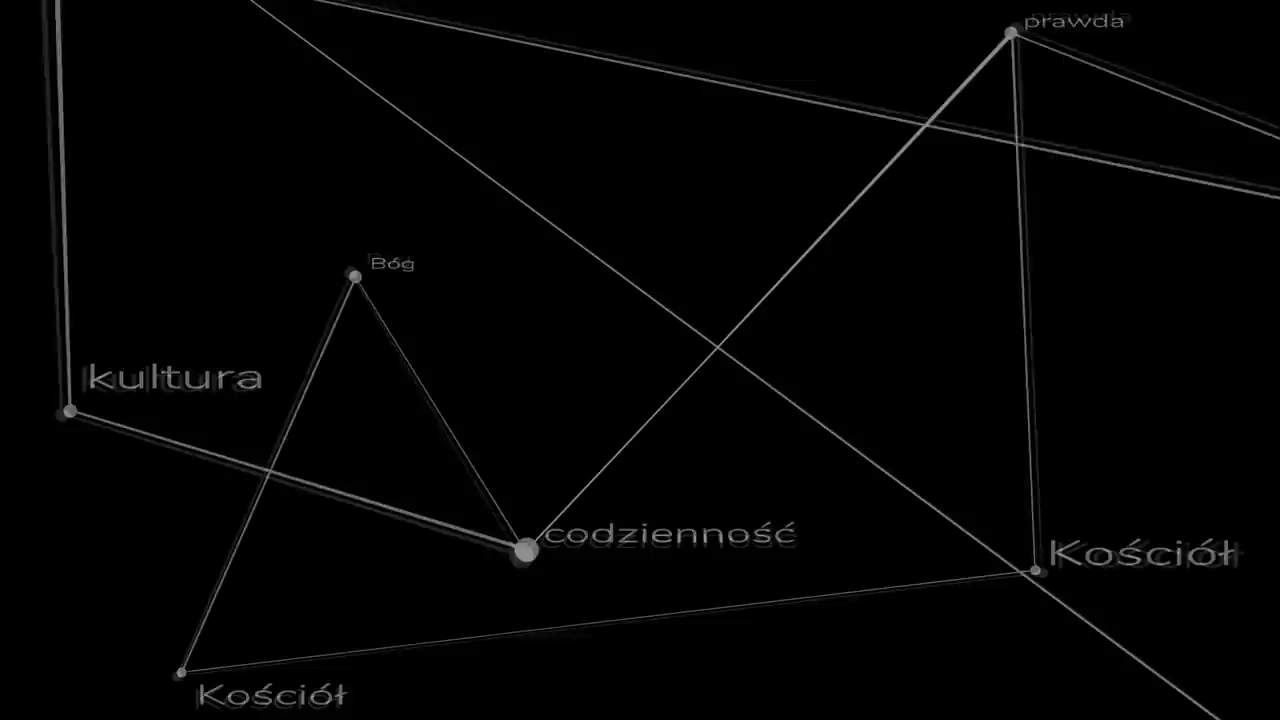 prawda
Bóg
kultura
codzienność
Kościół
Kościół